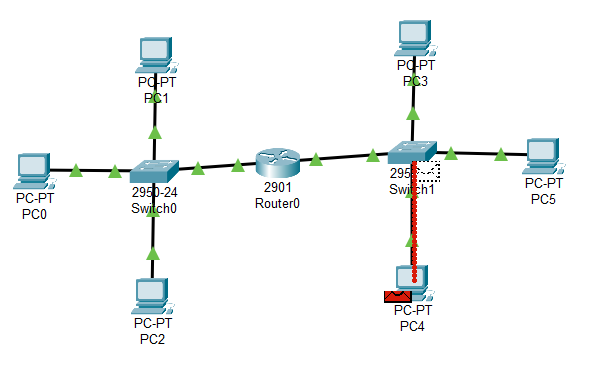 PC-PT
PC1
PC-PT
PC3
PC-PT
PC0
2950-24
Switch0
2901
Router0
Switch1
PC-PT
PC5
PC-PT
PC2
PC-PT
PC4